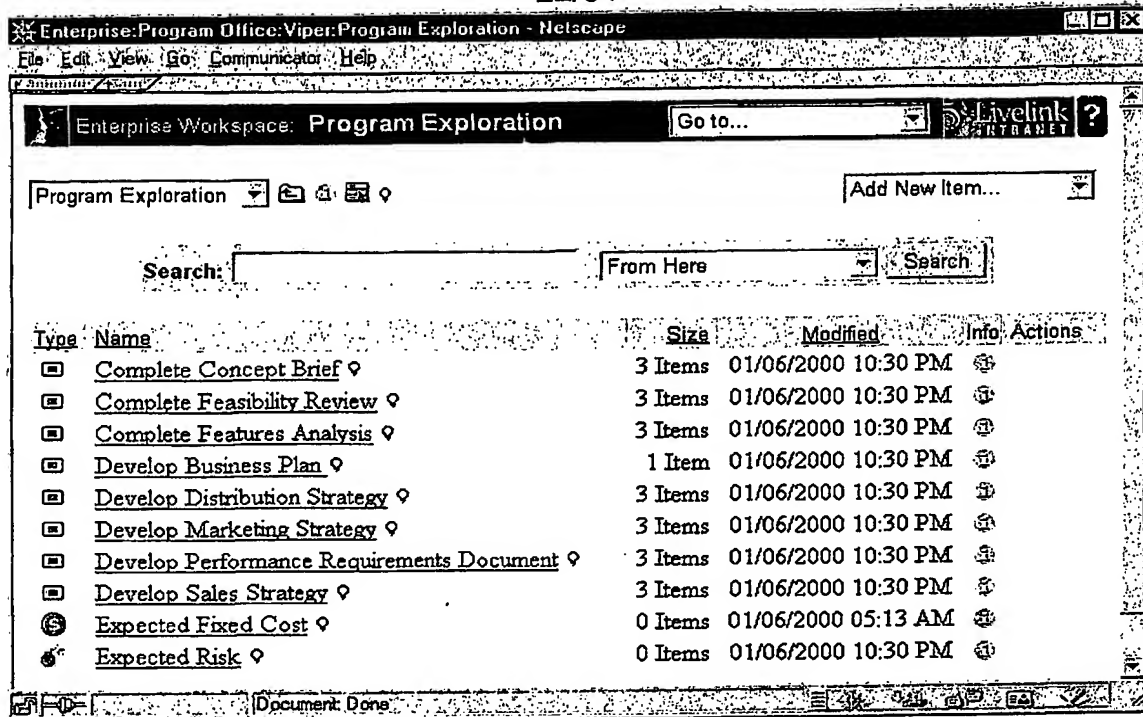 Enterprise:Program Office:Viper:Program Exploration - Netscape
File Edit View Go Communicator Help
Enterprise Workspace: Program Exploration Go to... Livelink INTRANET ?
Program Exploration Add New Item...
Search: From Here Search
Type Name Size Modified Info Actions
Complete Concept Brief 3 Items 01/06/2000 10:30 PM
Complete Feasibility Review 3 Items 01/06/2000 10:30 PM
Complete Features Analysis 3 Items 01/06/2000 10:30 PM
Develop Business Plan 1 Item 01/06/2000 10:30 PM
Develop Distribution Strategy 3 Items 01/06/2000 10:30 PM
Develop Marketing Strategy 3 Items 01/06/2000 10:30 PM
Develop Performance Requirements Document 3 Items 01/06/2000 10:30 PM
Develop Sales Strategy 3 Items 01/06/2000 10:30 PM
Expected Fixed Cost 0 Items 01/06/2000 05:13 AM
Expected Risk 0 Items 01/06/2000 10:30 PM
Document: Done